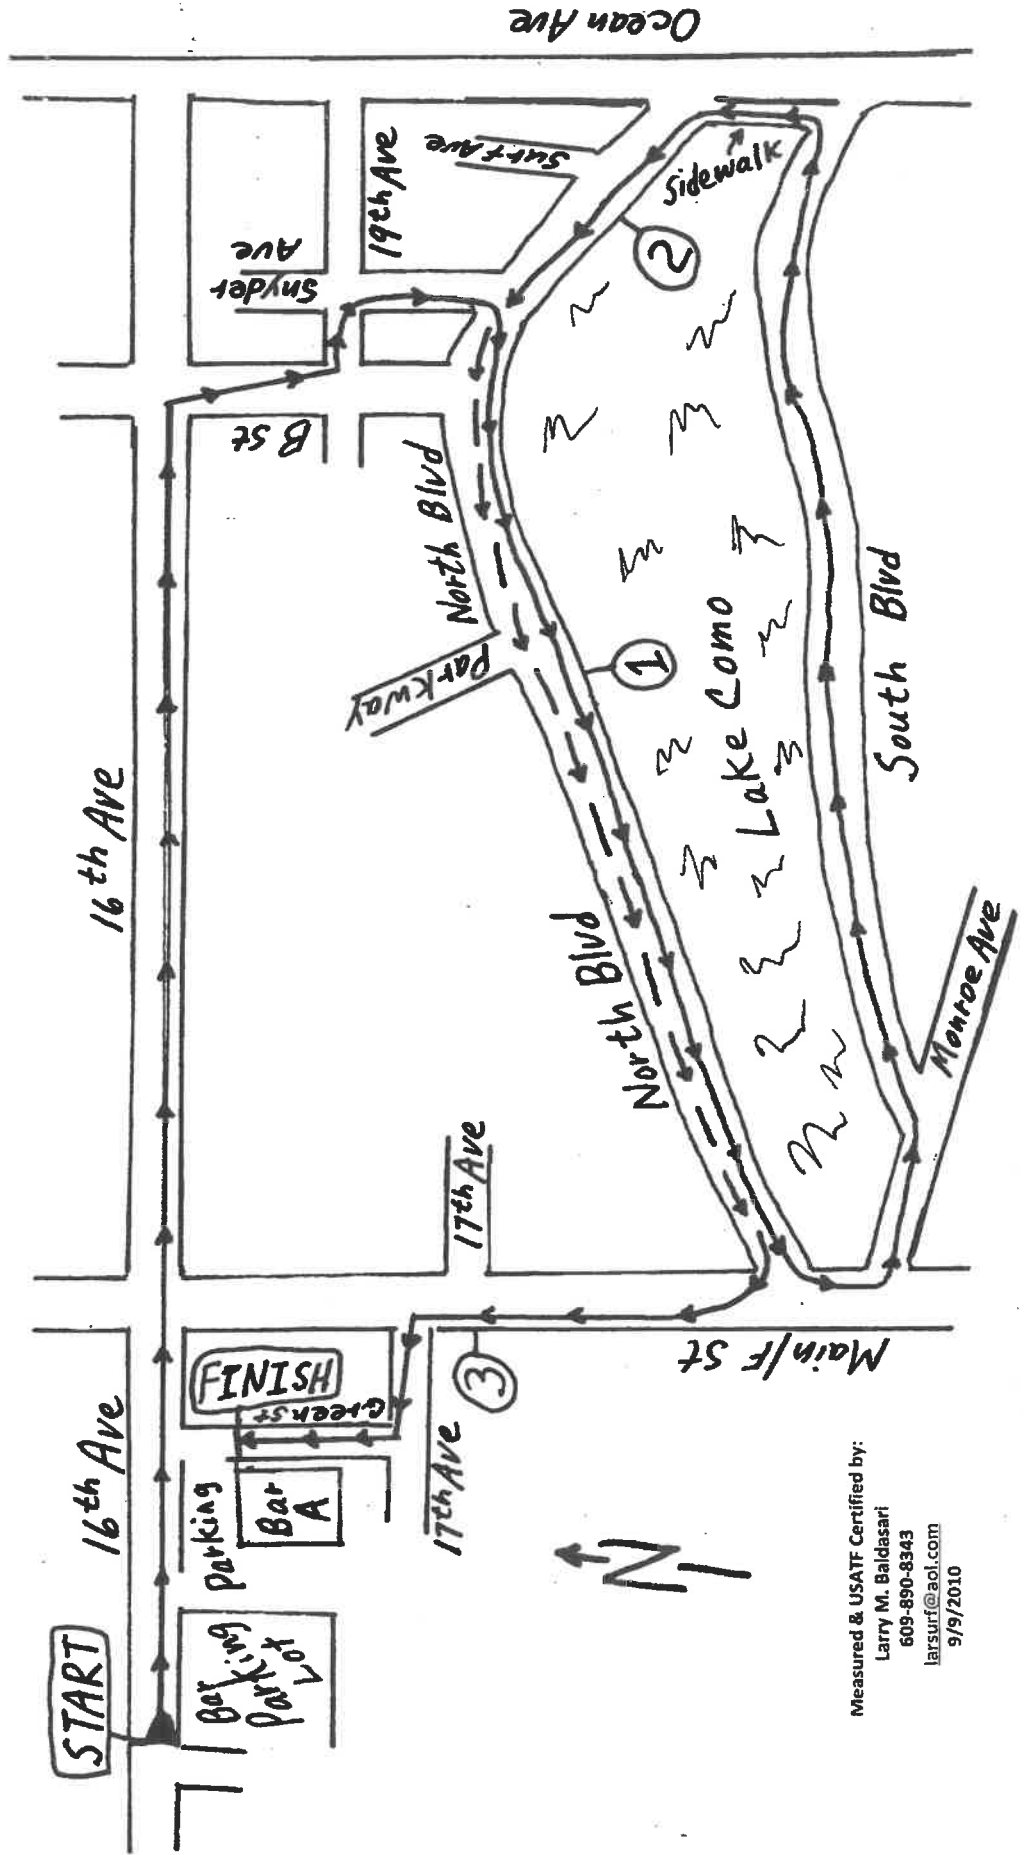 START
16th Ave
16th Ave
Bar
Parking
Lot
Parking
Bar
A
FINISH
Green St
17th Ave
17th Ave
3
Main/F St
B St
Snyder
Ave
19th Ave
Surf Ave
Ocean Ave
Sidewalk
2
North Blvd
Parkway
1
North Blvd
Lake Como
South Blvd
Monroe Ave
N
Measured & USATF Certified by:
Larry M. Baldasari
609-890-8343
larsurf@aol.com
9/9/2010